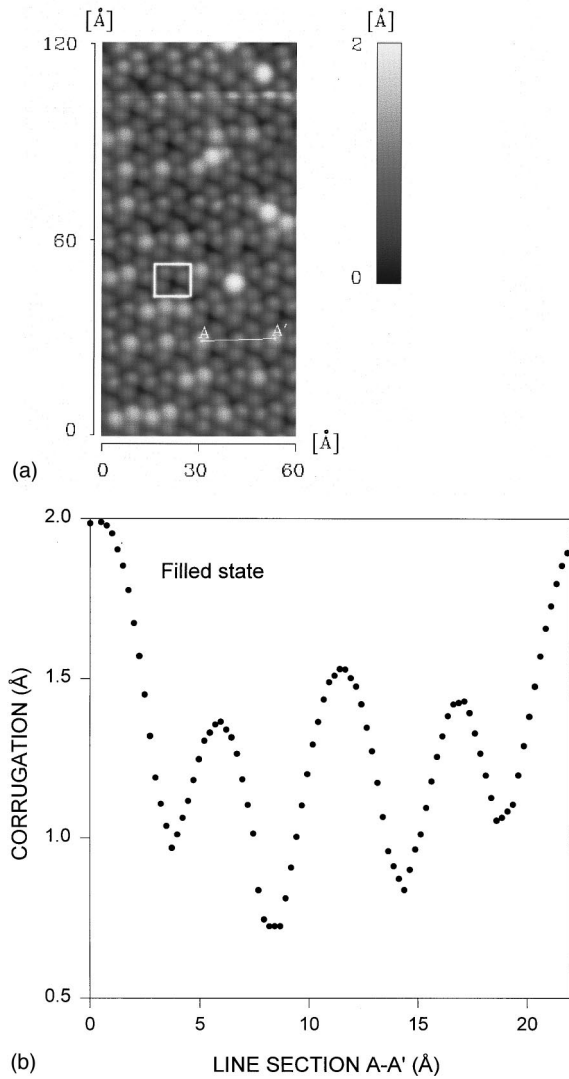 [Å] [Å]
120 2
60
0
A A'
0
[Å]
(a) 0 30 60
2.0
Filled state
1.5
CORRUGATION (Å)
1.0
0.5
0 5 10 15 20
(b) LINE SECTION A-A' (Å)